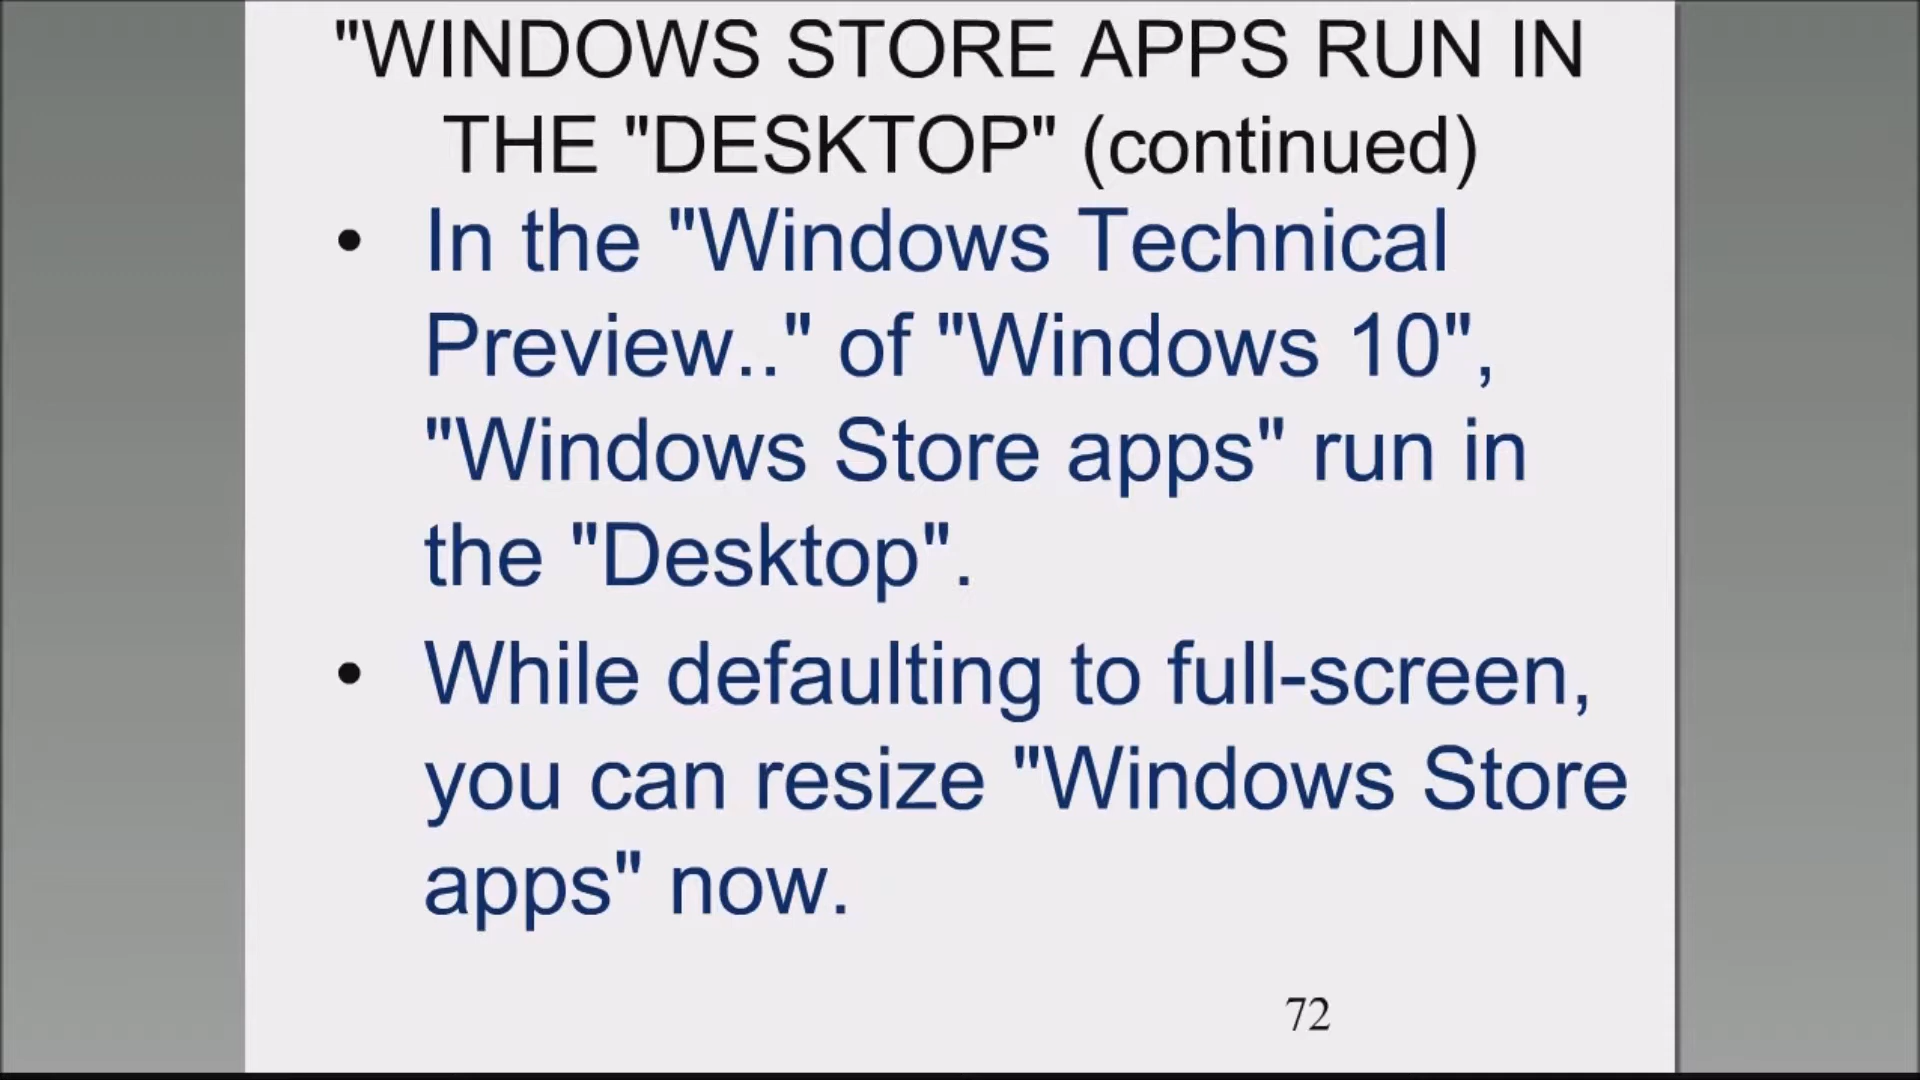 "WINDOWS STORE APPS RUN IN
THE "DESKTOP" (continued)
• In the "Windows Technical
Preview.." of "Windows 10",
"Windows Store apps" run in
the "Desktop".
• While defaulting to full-screen,
you can resize "Windows Store
apps" now.
72